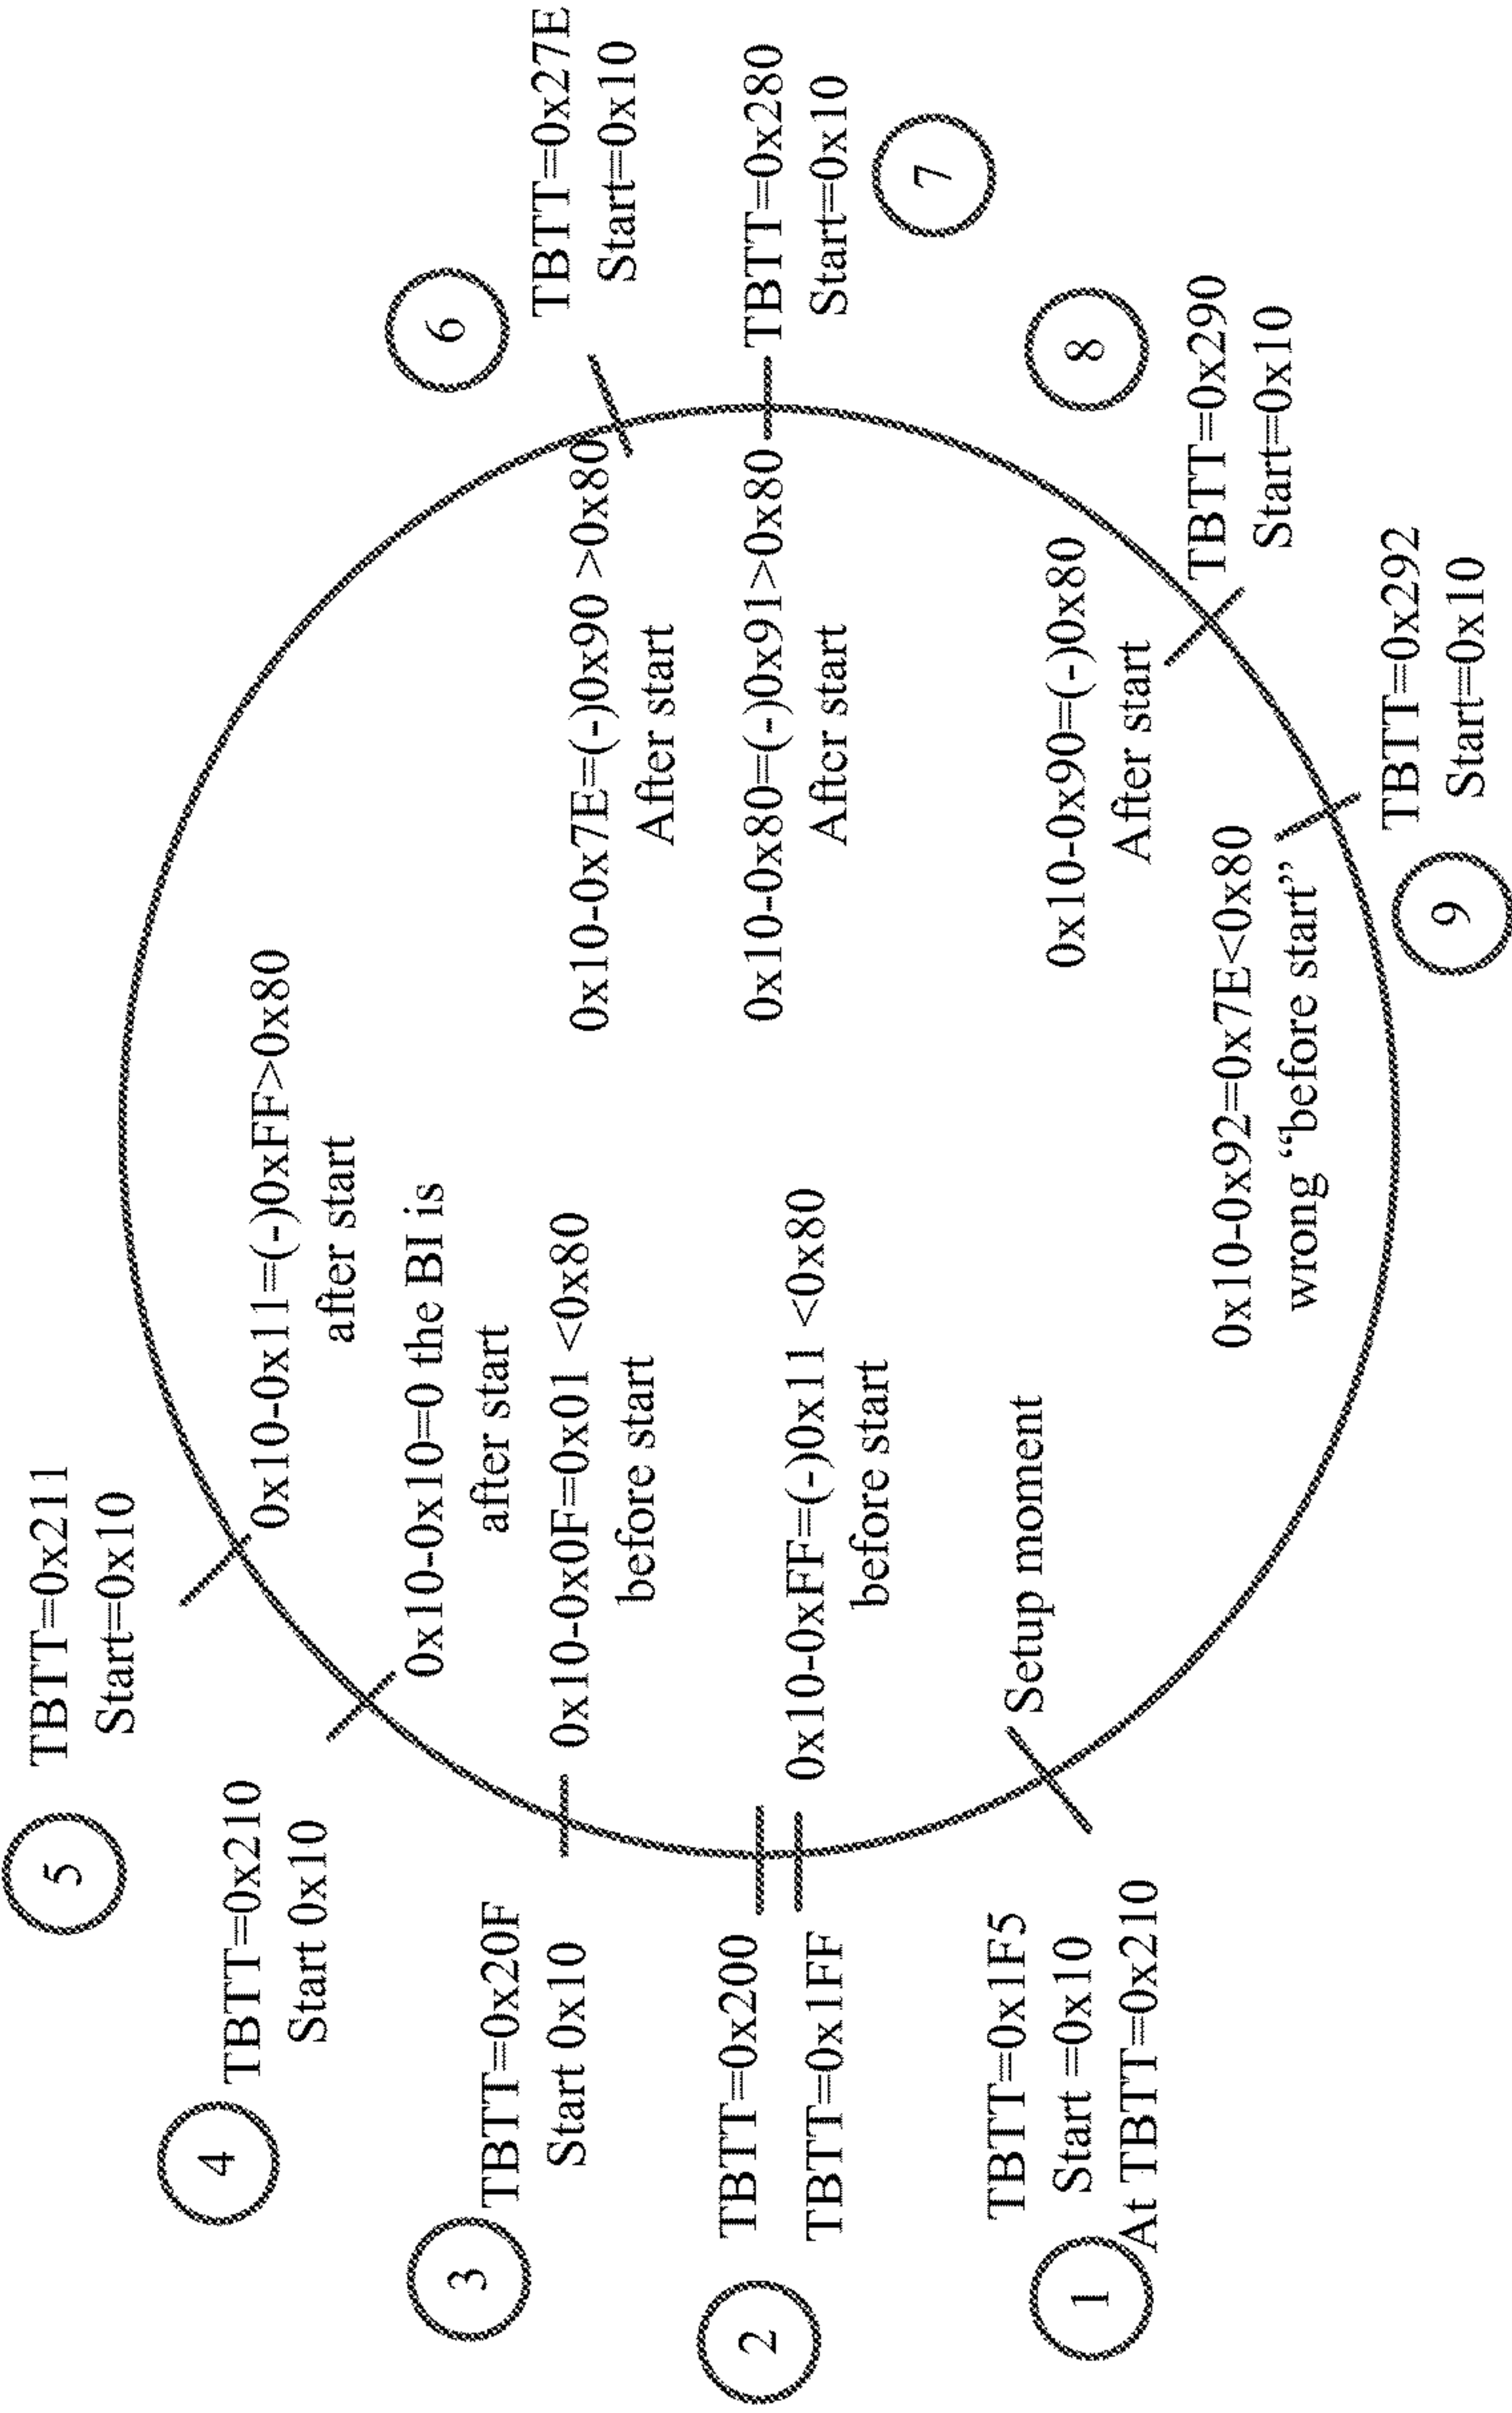 1
TBTT=0x1F5
Start =0x10
At TBTT=0x210
Setup moment
2
TBTT=0x200
TBTT=0x1FF
0x10-0xFF=(-)0x11 <0x80
before start
3
TBTT=0x20F
Start 0x10
0x10-0x0F=0x01 <0x80
before start
4
TBTT=0x210
Start 0x10
0x10-0x10=0 the BI is
after start
5
TBTT=0x211
Start=0x10
0x10-0x11=(-)0xFF>0x80
after start
6
TBTT=0x27E
Start=0x10
0x10-0x7E=(-)0x90 >0x80
After start
7
TBTT=0x280
Start=0x10
0x10-0x80=(-)0x91>0x80
After start
8
TBTT=0x290
Start=0x10
0x10-0x90=(-)0x80
After start
9
TBTT=0x292
Start=0x10
0x10-0x92=0x7E<0x80
wrong “before start”